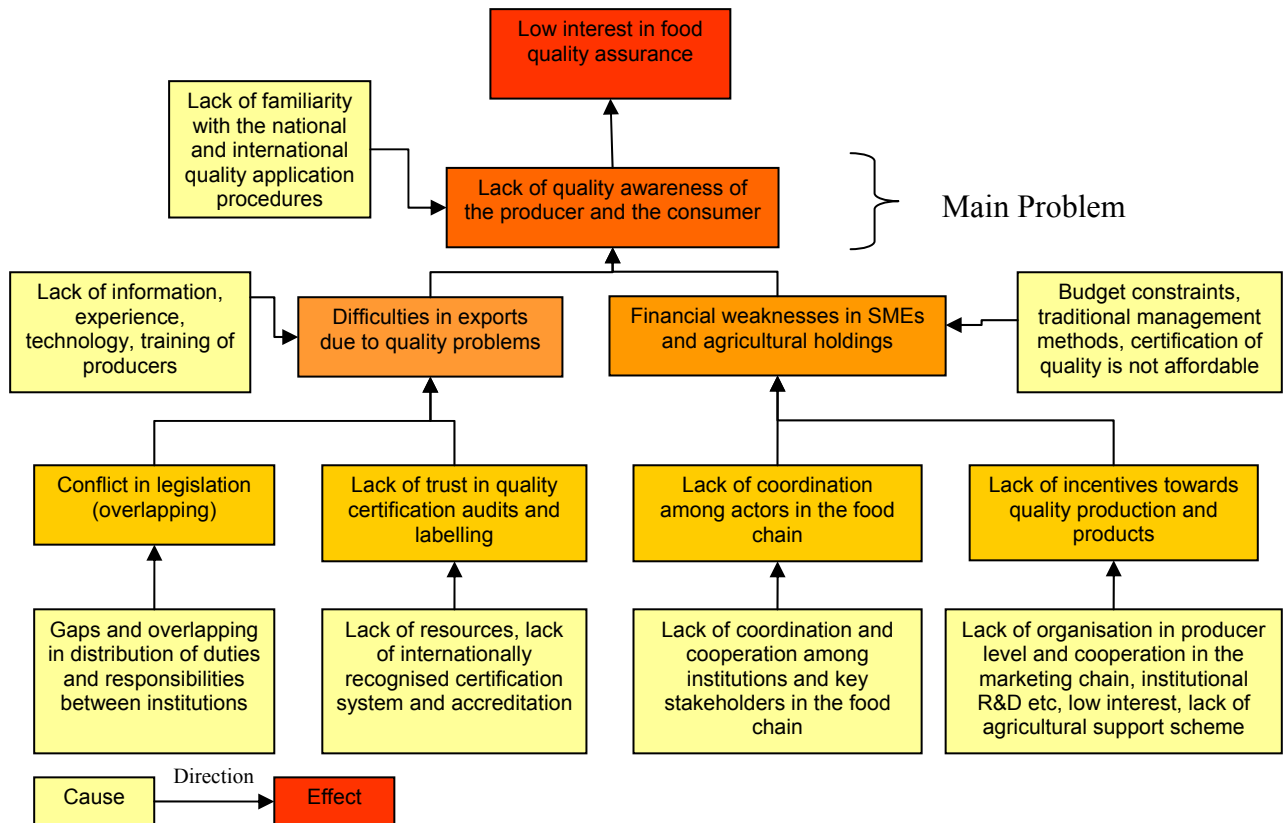 Low interest in food
quality assurance
Lack of familiarity
with the national
and international
quality application
procedures
Lack of quality awareness of
the producer and the consumer
Main Problem
Lack of information,
experience,
technology, training of
producers
Difficulties in exports
due to quality problems
Financial weaknesses in SMEs
and agricultural holdings
Budget constraints,
traditional management
methods, certification of
quality is not affordable
Conflict in legislation
(overlapping)
Lack of trust in quality
certification audits and
labelling
Lack of coordination
among actors in the food
chain
Lack of incentives towards
quality production and
products
Gaps and overlapping
in distribution of duties
and responsibilities
between institutions
Lack of resources, lack
of internationally
recognised certification
system and accreditation
Lack of coordination and
cooperation among
institutions and key
stakeholders in the food
chain
Lack of organisation in producer
level and cooperation in the
marketing chain, institutional
R&D etc, low interest, lack of
agricultural support scheme
Cause
Direction
Effect